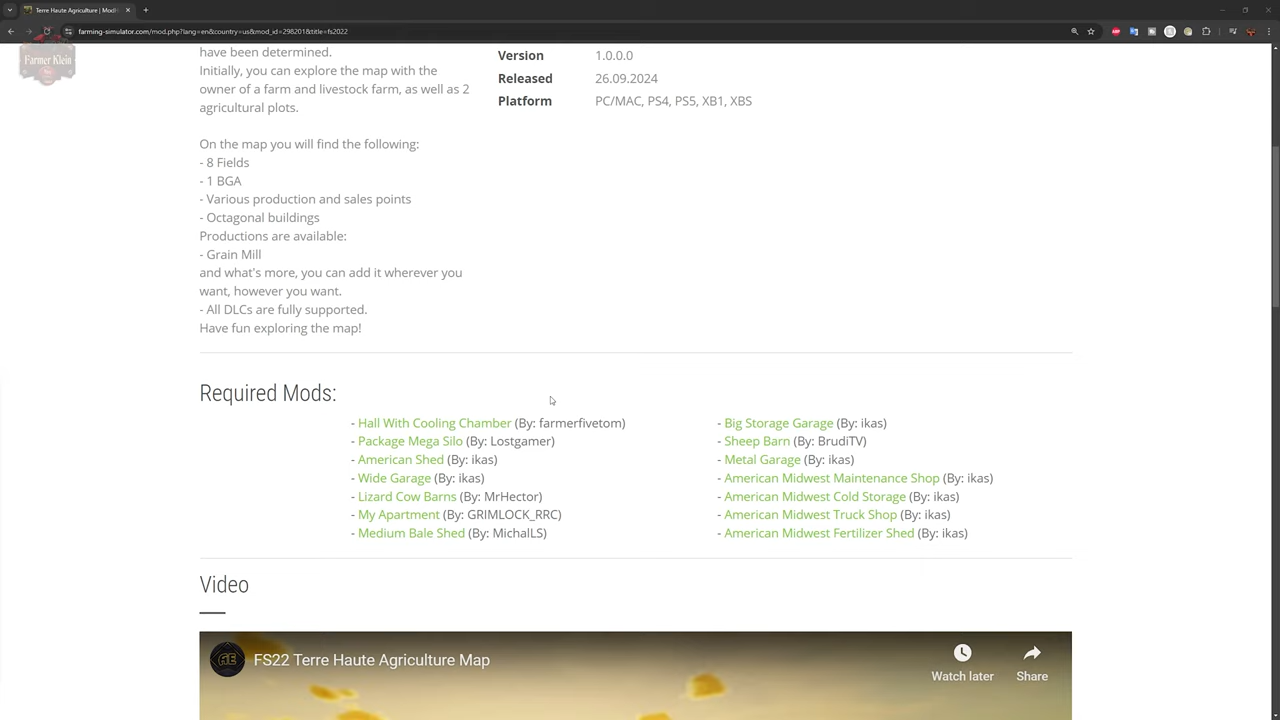 Terre Haute Agriculture | Mod
farming-simulator.com/mod.php?lang=en&country=us&mod_id=298201&title=fs2022
Farmer Klein
have been determined.
Initially, you can explore the map with the
owner of a farm and livestock farm, as well as 2
agricultural plots.
On the map you will find the following:
- 8 Fields
- 1 BGA
- Various production and sales points
- Octagonal buildings
Productions are available:
- Grain Mill
and what's more, you can add it wherever you
want, however you want.
- All DLCs are fully supported.
Have fun exploring the map!
Version 1.0.0.0
Released 26.09.2024
Platform PC/MAC, PS4, PS5, XB1, XBS
Required Mods:
- Hall With Cooling Chamber (By: farmerfivetom)
- Package Mega Silo (By: Lostgamer)
- American Shed (By: ikas)
- Wide Garage (By: ikas)
- Lizard Cow Barns (By: MrHector)
- My Apartment (By: GRIMLOCK_RRC)
- Medium Bale Shed (By: MichalLS)
- Big Storage Garage (By: ikas)
- Sheep Barn (By: BrudiTV)
- Metal Garage (By: ikas)
- American Midwest Maintenance Shop (By: ikas)
- American Midwest Cold Storage (By: ikas)
- American Midwest Truck Shop (By: ikas)
- American Midwest Fertilizer Shed (By: ikas)
Video
FS22 Terre Haute Agriculture Map
Watch later
Share